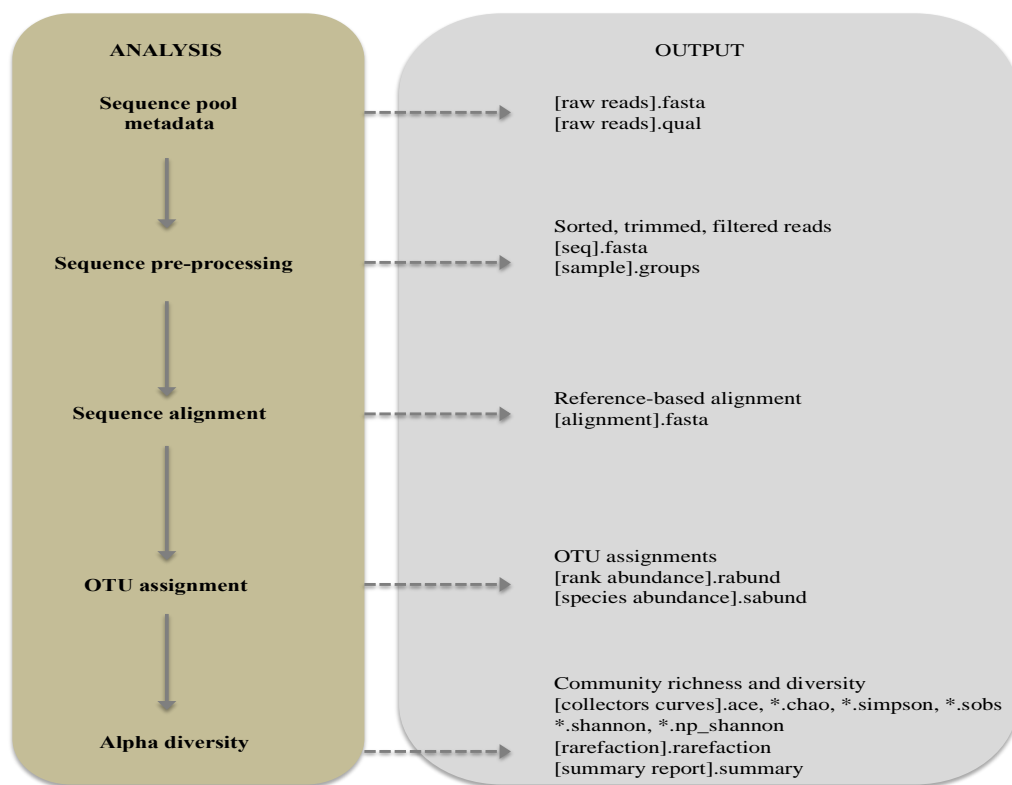 ANALYSIS
OUTPUT
Sequence pool
metadata
[raw reads].fasta
[raw reads].qual
Sequence pre-processing
Sorted, trimmed, filtered reads
[seq].fasta
[sample].groups
Sequence alignment
Reference-based alignment
[alignment].fasta
OTU assignment
OTU assignments
[rank abundance].rabund
[species abundance].sabund
Alpha diversity
Community richness and diversity
[collectors curves].ace, *.chao, *.simpson, *.sobs
*.shannon, *.np_shannon
[rarefaction].rarefaction
[summary report].summary